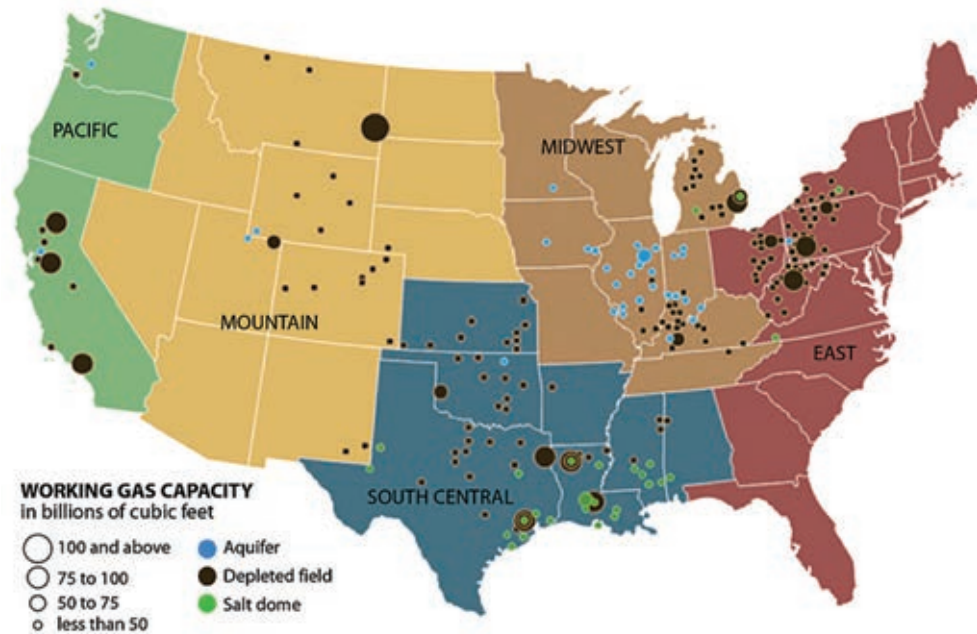 PACIFIC
MIDWEST
MOUNTAIN
EAST
SOUTH CENTRAL
WORKING GAS CAPACITY
in billions of cubic feet
100 and above
75 to 100
50 to 75
less than 50
Aquifer
Depleted field
Salt dome